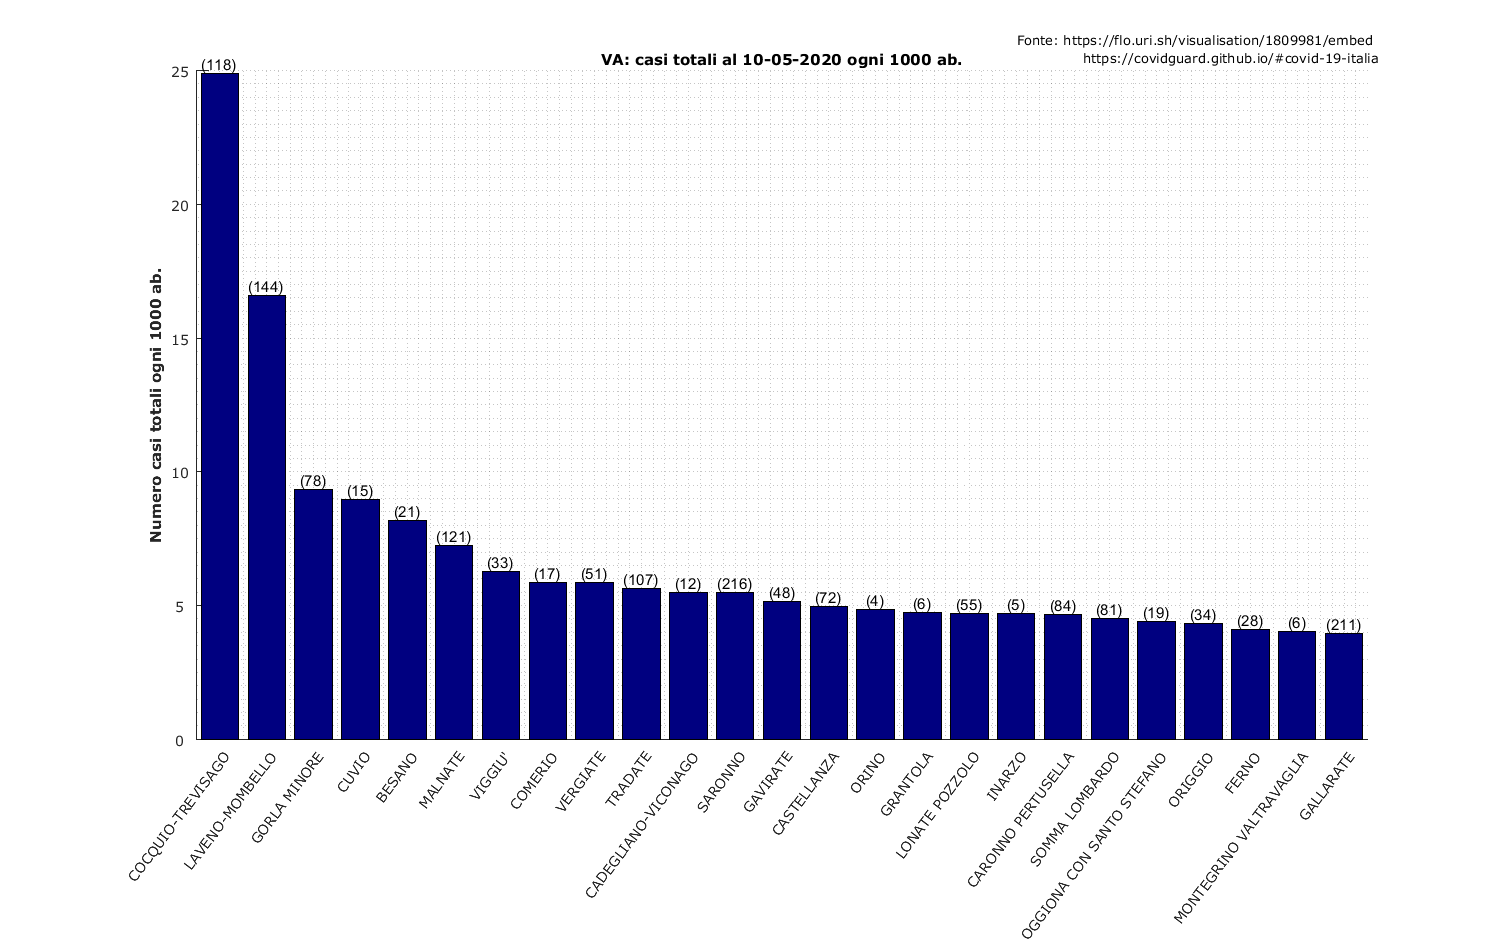 Fonte: https://flo.uri.sh/visualisation/1809981/embed
https://covidguard.github.io/#covid-19-italia
VA: casi totali al 10-05-2020 ogni 1000 ab.
Numero casi totali ogni 1000 ab.
25
20
15
10
5
0
(118)
(144)
(78)
(15)
(21)
(121)
(33)
(17)
(51)
(107)
(12)
(216)
(48)
(72)
(4)
(6)
(55)
(5)
(84)
(81)
(19)
(34)
(28)
(6)
(211)
COCQUIO-TREVISAGO
LAVENO-MOMBELLO
GORLA MINORE
CUVIO
BESANO
MALNATE
VIGGIU'
COMERIO
VERGIATE
TRADATE
CADEGLIANO-VICONAGO
SARONNO
GAVIRATE
CASTELLANZA
ORINO
GRANTOLA
LONATE POZZOLO
INARZO
CARONNO PERTUSELLA
SOMMA LOMBARDO
OGGIONA CON SANTO STEFANO
ORIGGIO
FERNO
MONTEGRINO VALTRAVAGLIA
GALLARATE